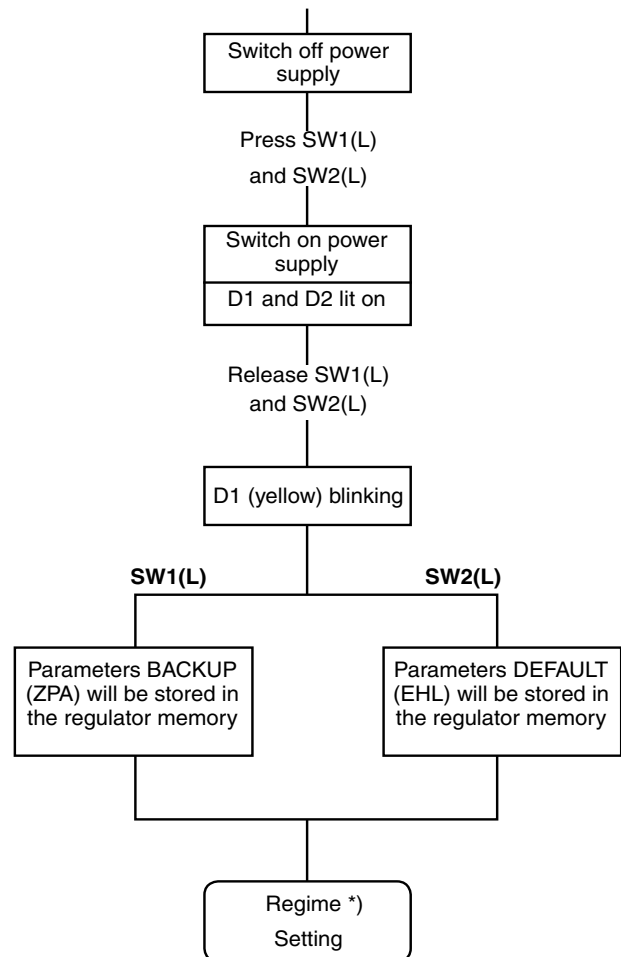 Switch off power
supply
Press SW1(L)
and SW2(L)
Switch on power
supply
D1 and D2 lit on
Release SW1(L)
and SW2(L)
D1 (yellow) blinking
SW1(L)
SW2(L)
Parameters BACKUP
(ZPA) will be stored in
the regulator memory
Parameters DEFAULT
(EHL) will be stored in
the regulator memory
Regime *)
Setting